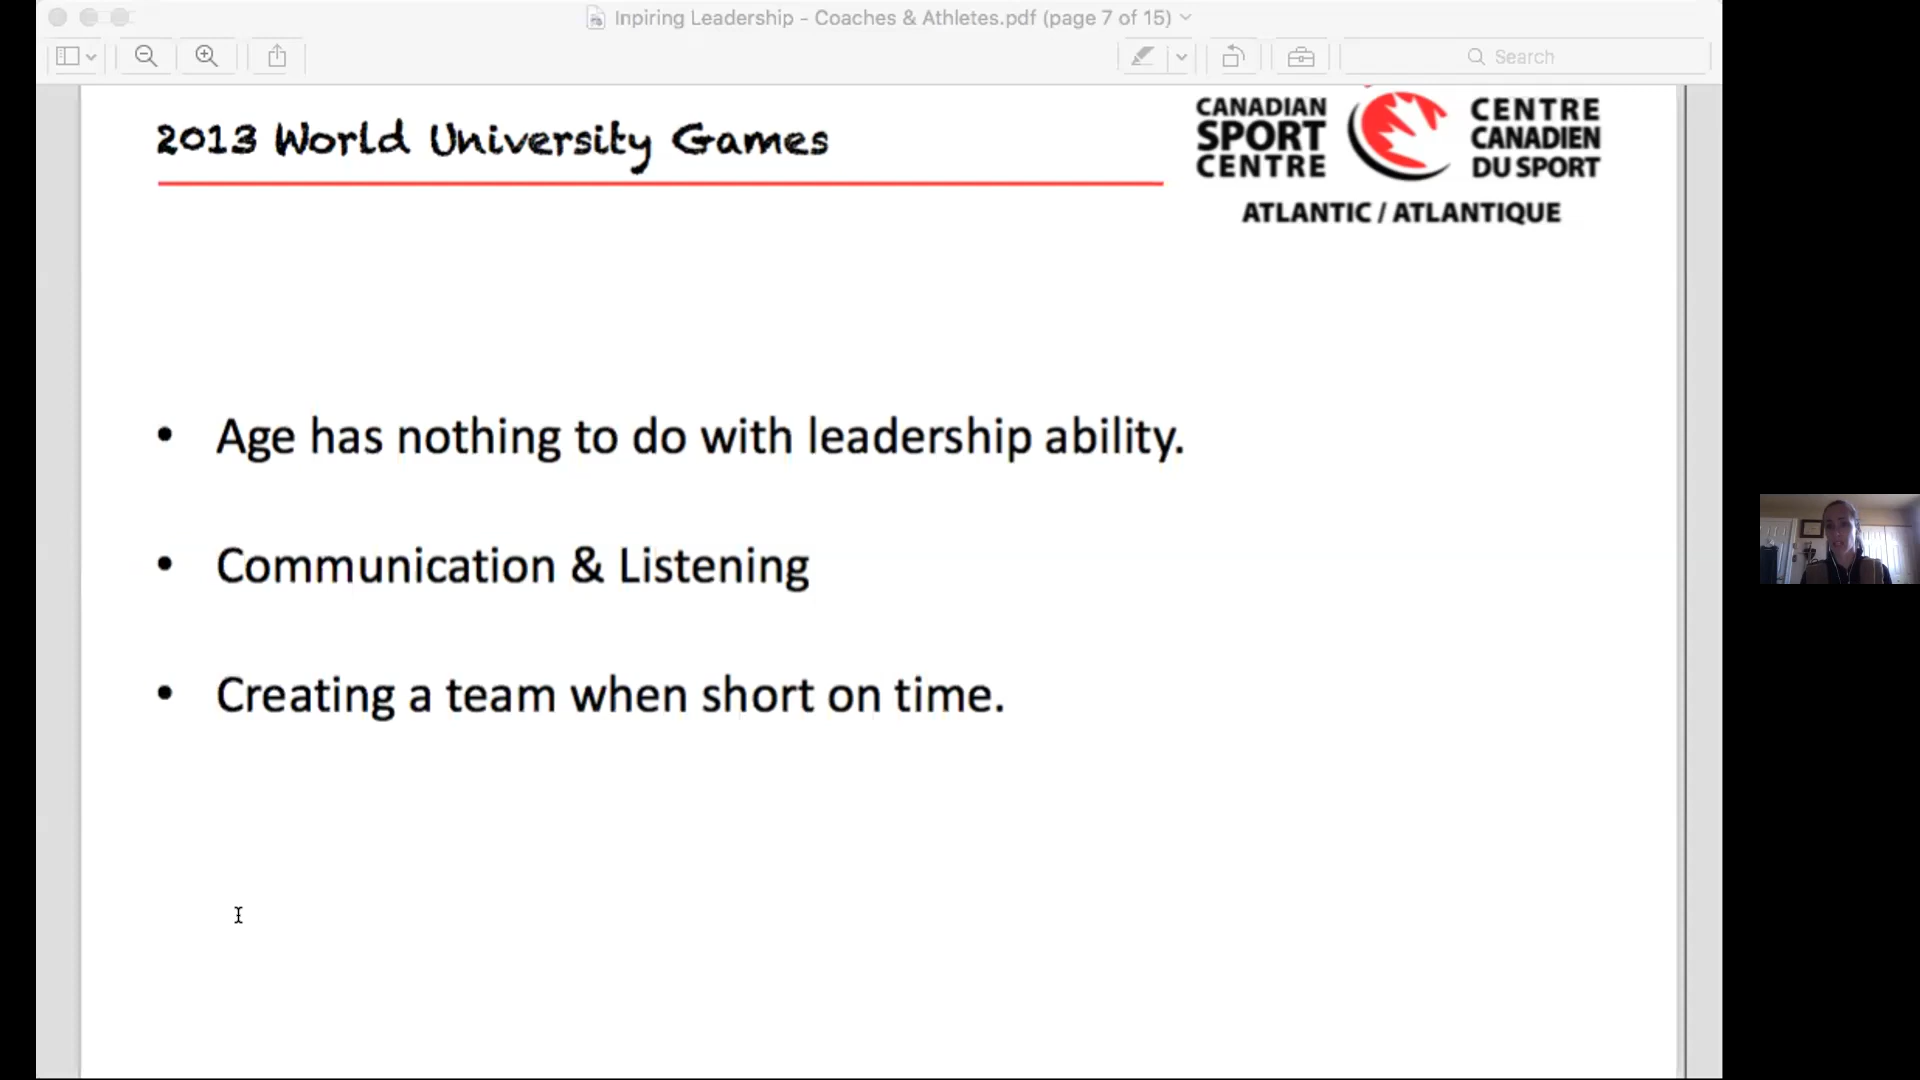 Inpiring Leadership - Coaches & Athletes.pdf (page 7 of 15)
Search
2013 World University Games
CANADIAN
SPORT
CENTRE
CENTRE
CANADIEN
DU SPORT
ATLANTIC / ATLANTIQUE
• Age has nothing to do with leadership ability.
• Communication & Listening
• Creating a team when short on time.